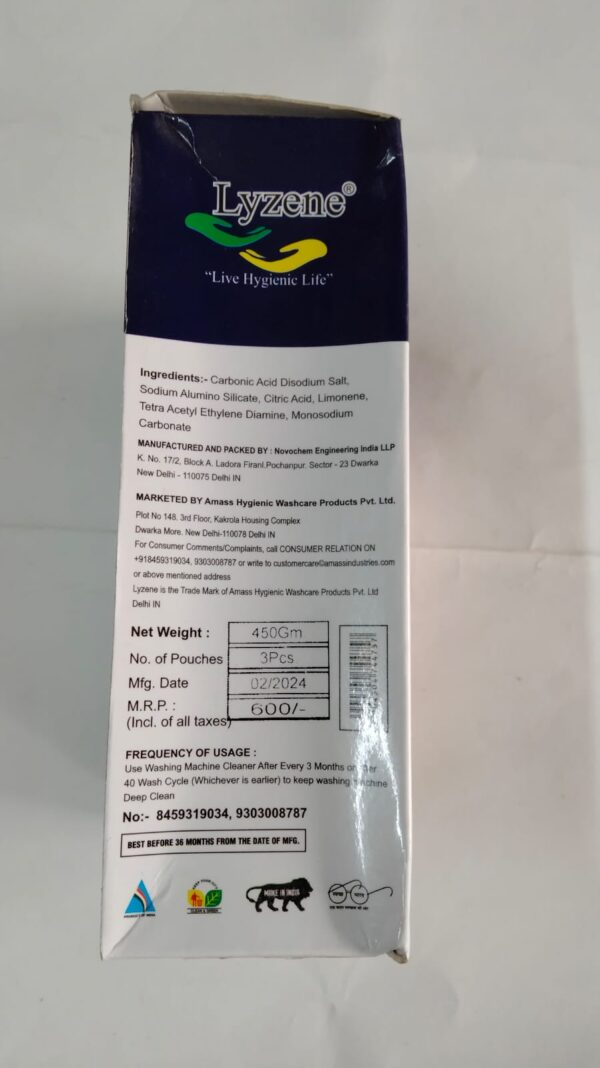 Lyzene®
“Live Hygienic Life”
Ingredients:- Carbonic Acid Disodium Salt,
Sodium Alumino Silicate, Citric Acid, Limonene,
Tetra Acetyl Ethylene Diamine, Monosodium
Carbonate
MANUFACTURED AND PACKED BY : Novochem Engineering India LLP
K. No. 17/2, Block A. Ladora Firani,Pochanpur. Sector - 23 Dwarka
New Delhi - 110075 Delhi IN
MARKETED BY Amass Hygienic Washcare Products Pvt. Ltd.
Plot No 148. 3rd Floor, Kakrola Housing Complex
Dwarka More. New Delhi-110078 Delhi IN
For Consumer Comments/Complaints, call CONSUMER RELATION ON
+918459319034, 9303008787 or write to customercare@amassindustries.com
or above mentioned address
Lyzene is the Trade Mark of Amass Hygienic Washcare Products Pvt. Ltd
Delhi IN
Net Weight : 450Gm
No. of Pouches 3Pcs
Mfg. Date 02/2024
M.R.P. : 600/-
(Incl. of all taxes)
FREQUENCY OF USAGE :
Use Washing Machine Cleaner After Every 3 Months or
40 Wash Cycle (Whichever is earlier) to keep washing
Deep Clean
No:- 8459319034, 9303008787
BEST BEFORE 36 MONTHS FROM THE DATE OF MFG.
MAKE IN INDIA
PRODUCT OF INDIA
CLEAN & GREEN